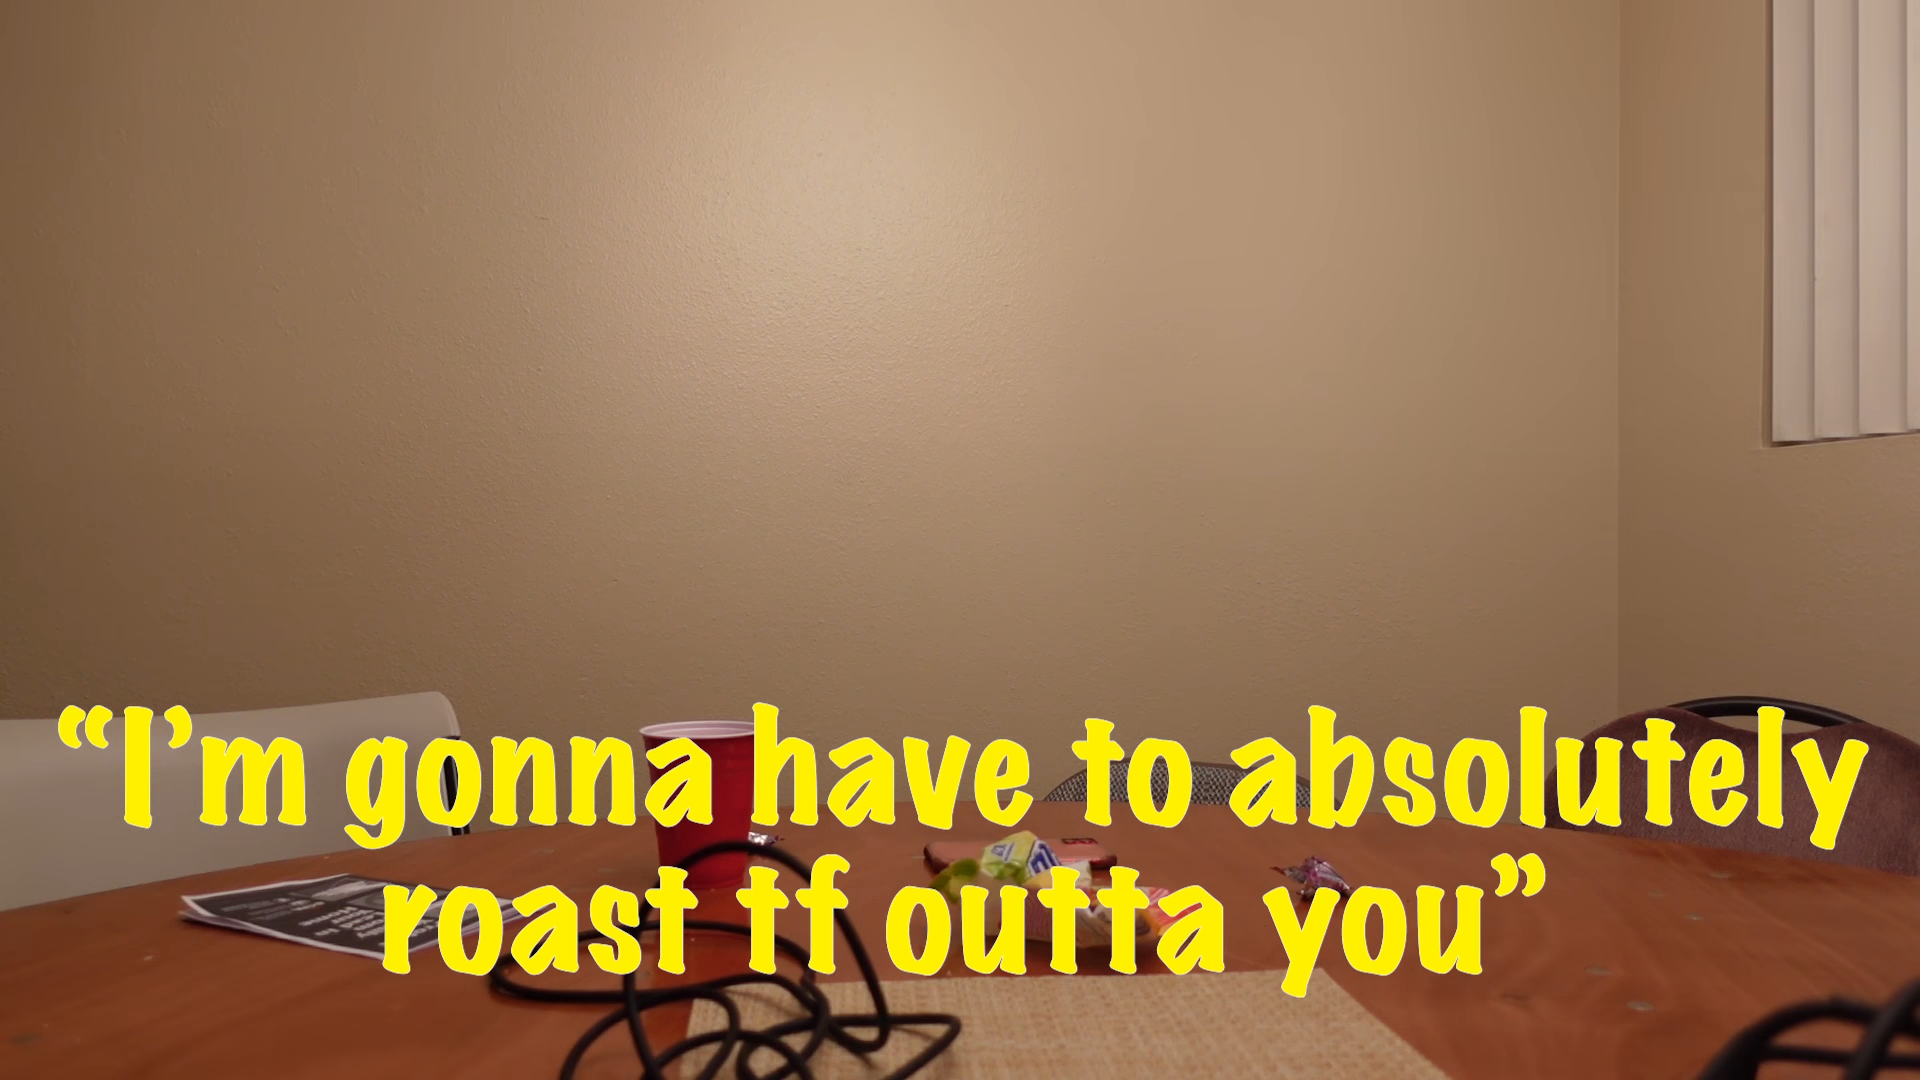 “I’m gonna have to absolutely
roast tf outta you”